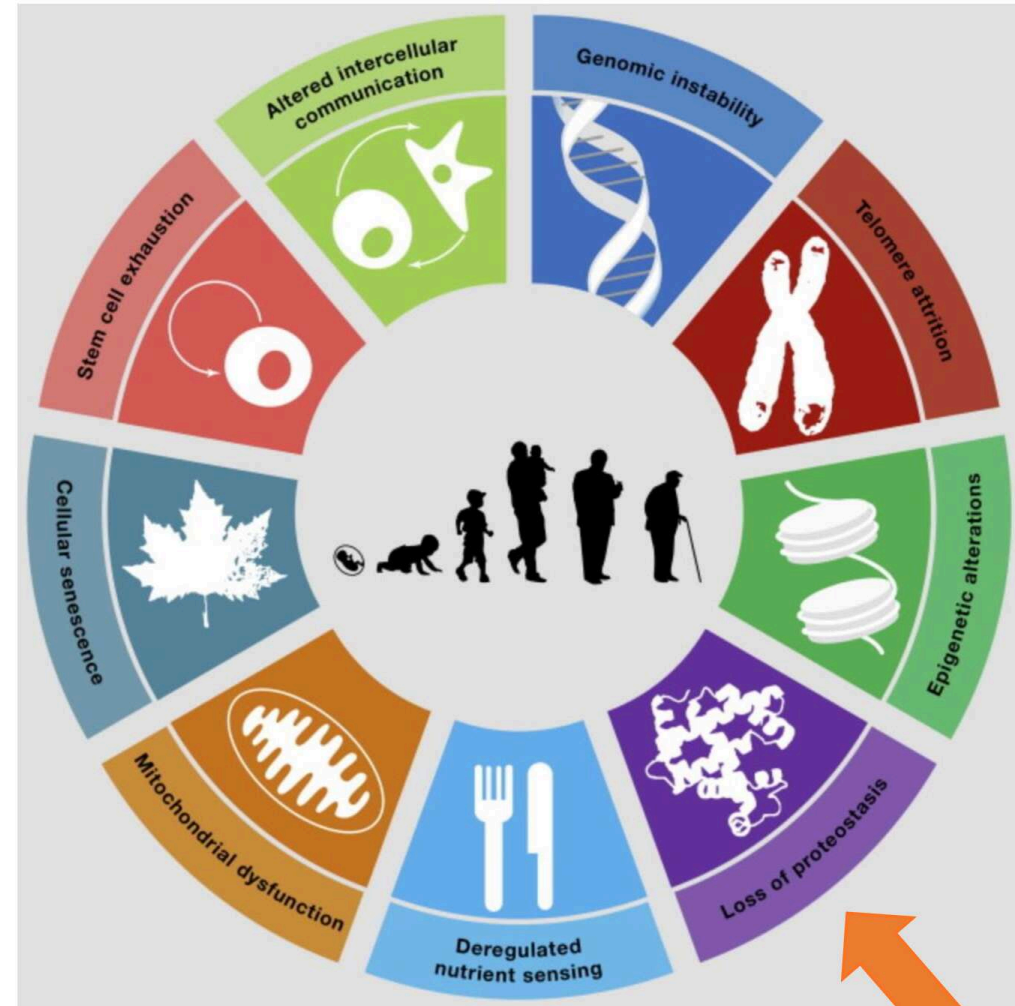 Altered intercellular
communication
Genomic instability
Telomere attrition
Epigenetic alterations
Loss of proteostasis
Deregulated
nutrient sensing
Mitochondrial dysfunction
Cellular senescence
Stem cell exhaustion